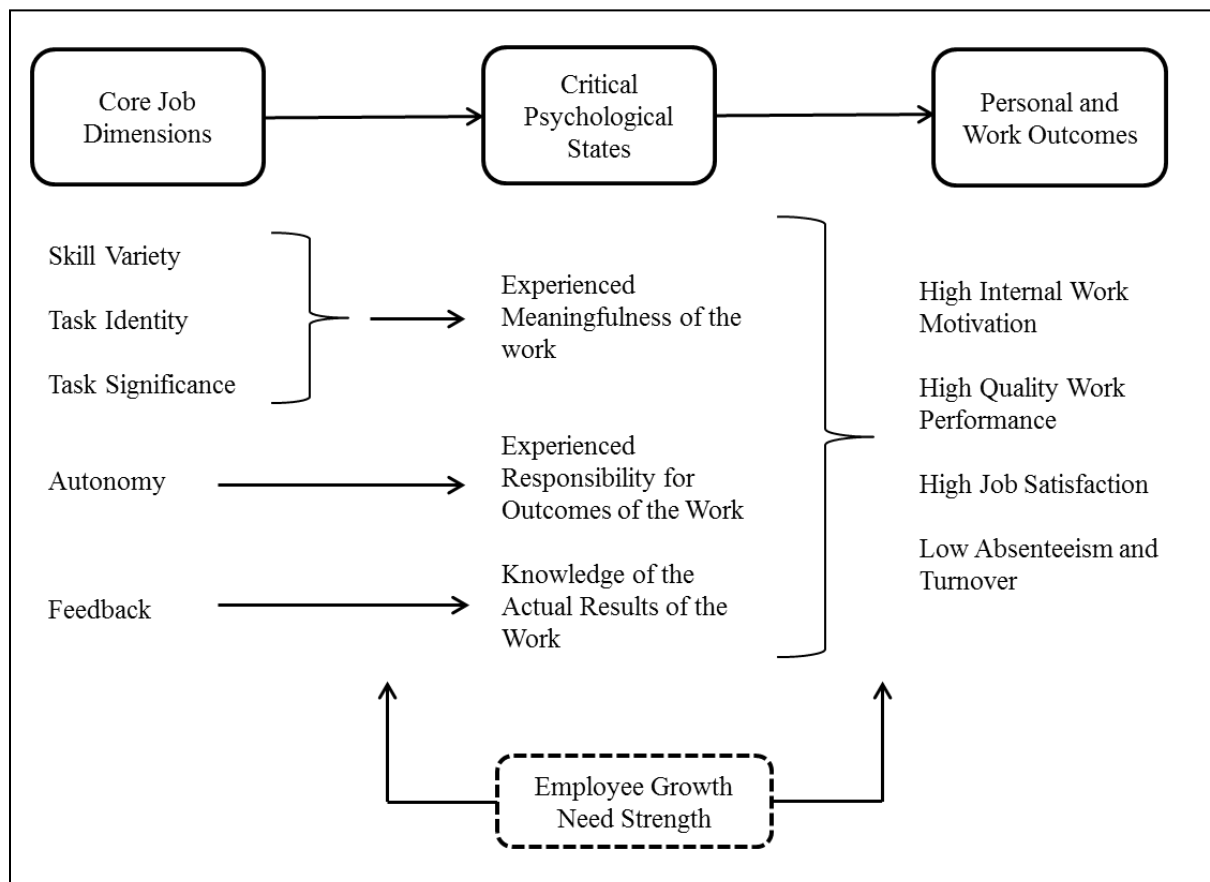 Core Job
Dimensions
Critical
Psychological
States
Personal and
Work Outcomes
Skill Variety
Task Identity
Task Significance
Autonomy
Feedback
Experienced
Meaningfulness of the
work
Experienced
Responsibility for
Outcomes of the Work
Knowledge of the
Actual Results of the
Work
High Internal Work
Motivation
High Quality Work
Performance
High Job Satisfaction
Low Absenteeism and
Turnover
Employee Growth
Need Strength